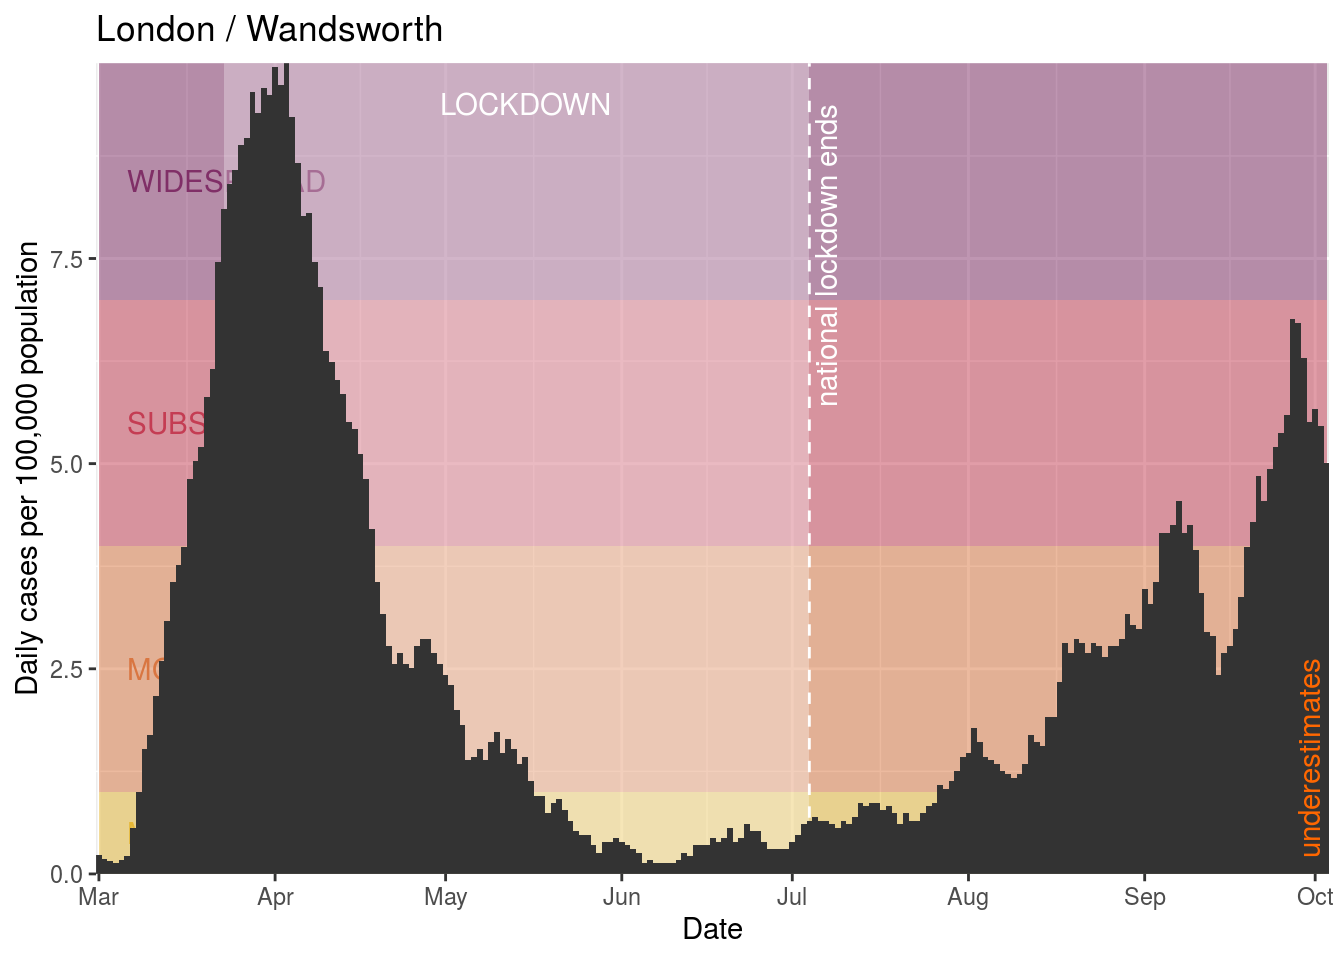 London / Wandsworth
LOCKDOWN
national lockdown ends
7.5
5.0
2.5
0.0
Daily cases per 100,000 population
underestimates
Mar Apr May Jun Jul Aug Sep Oct
Date